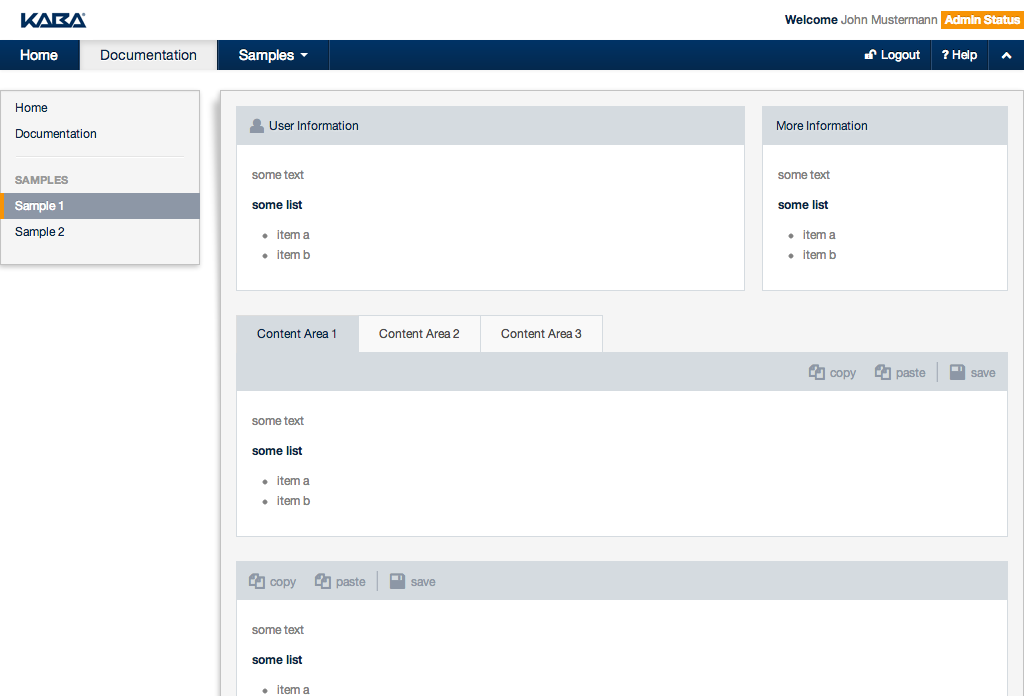 KABA
Welcome John Mustermann Admin Status
Home Documentation Samples Logout ? Help
Home
Documentation
SAMPLES
Sample 1
Sample 2
User Information
some text
some list
item a
item b
More Information
some text
some list
item a
item b
Content Area 1 Content Area 2 Content Area 3
copy paste save
some text
some list
item a
item b
copy paste save
some text
some list
item a